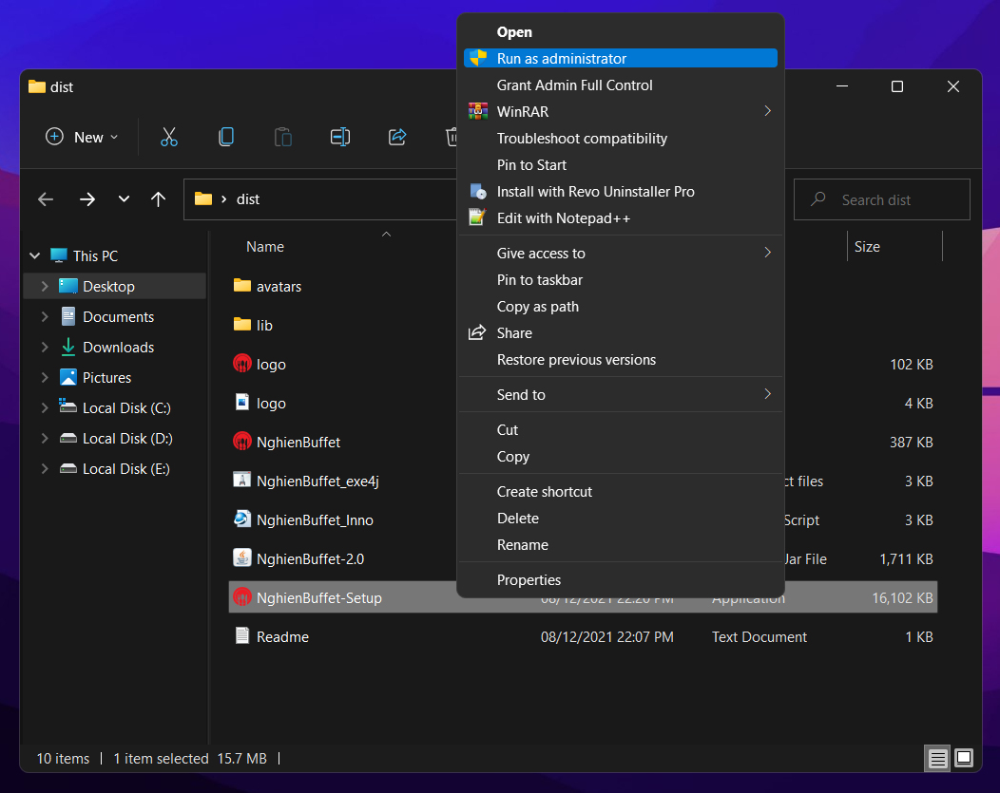 dist
New
dist
Search dist
Name
Size
This PC
Desktop
Documents
Downloads
Pictures
Local Disk (C:)
Local Disk (D:)
Local Disk (E:)
avatars
lib
logo 102 KB
logo 4 KB
NghienBuffet 387 KB
NghienBuffet_exe4j ct files 3 KB
NghienBuffet_Inno Script 3 KB
NghienBuffet-2.0 Jar File 1,711 KB
NghienBuffet-Setup 08/12/2021 22:20 PM Application 16,102 KB
Readme 08/12/2021 22:07 PM Text Document 1 KB
Open
Run as administrator
Grant Admin Full Control
WinRAR
Troubleshoot compatibility
Pin to Start
Install with Revo Uninstaller Pro
Edit with Notepad++
Give access to
Pin to taskbar
Copy as path
Share
Restore previous versions
Send to
Cut
Copy
Create shortcut
Delete
Rename
Properties
10 items 1 item selected 15.7 MB